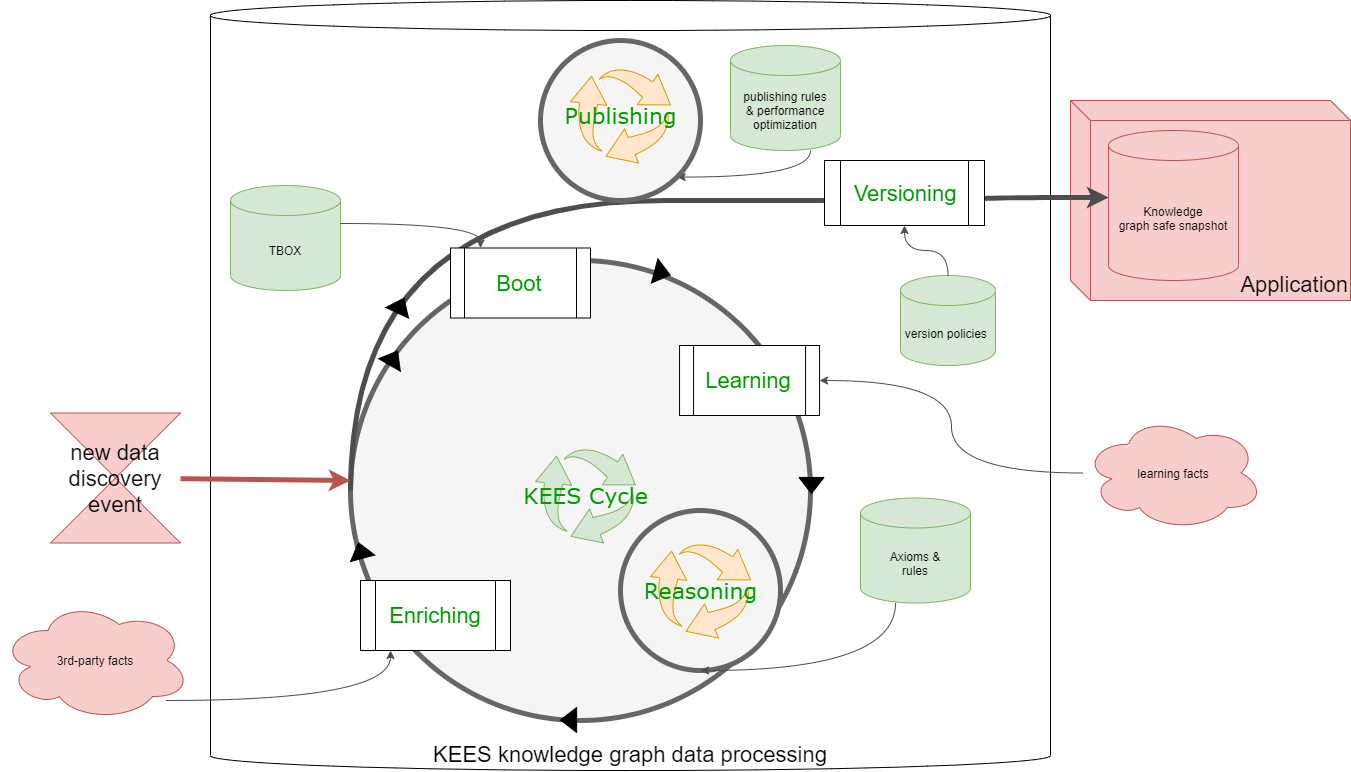 Publishing
publishing rules
& performance
optimization
Versioning
Knowledge
graph safe snapshot
Application
TBOX
Boot
version policies
Learning
new data
discovery
event
KEES Cycle
learning facts
Axioms &
rules
Reasoning
Enriching
3rd-party facts
KEES knowledge graph data processing